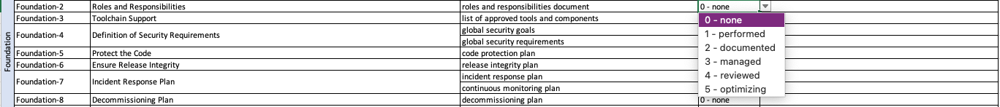 Foundation
Foundation-2 Roles and Responsibilities roles and responsibilities document 0 - none
Foundation-3 Toolchain Support list of approved tools and components
Foundation-4 Definition of Security Requirements global security goals
global security requirements
Foundation-5 Protect the Code code protection plan
Foundation-6 Ensure Release Integrity release integrity plan
Foundation-7 Incident Response Plan incident response plan
continuous monitoring plan
Foundation-8 Decommissioning Plan decommissioning plan 0 - none
0 - none
1 - performed
2 - documented
3 - managed
4 - reviewed
5 - optimizing